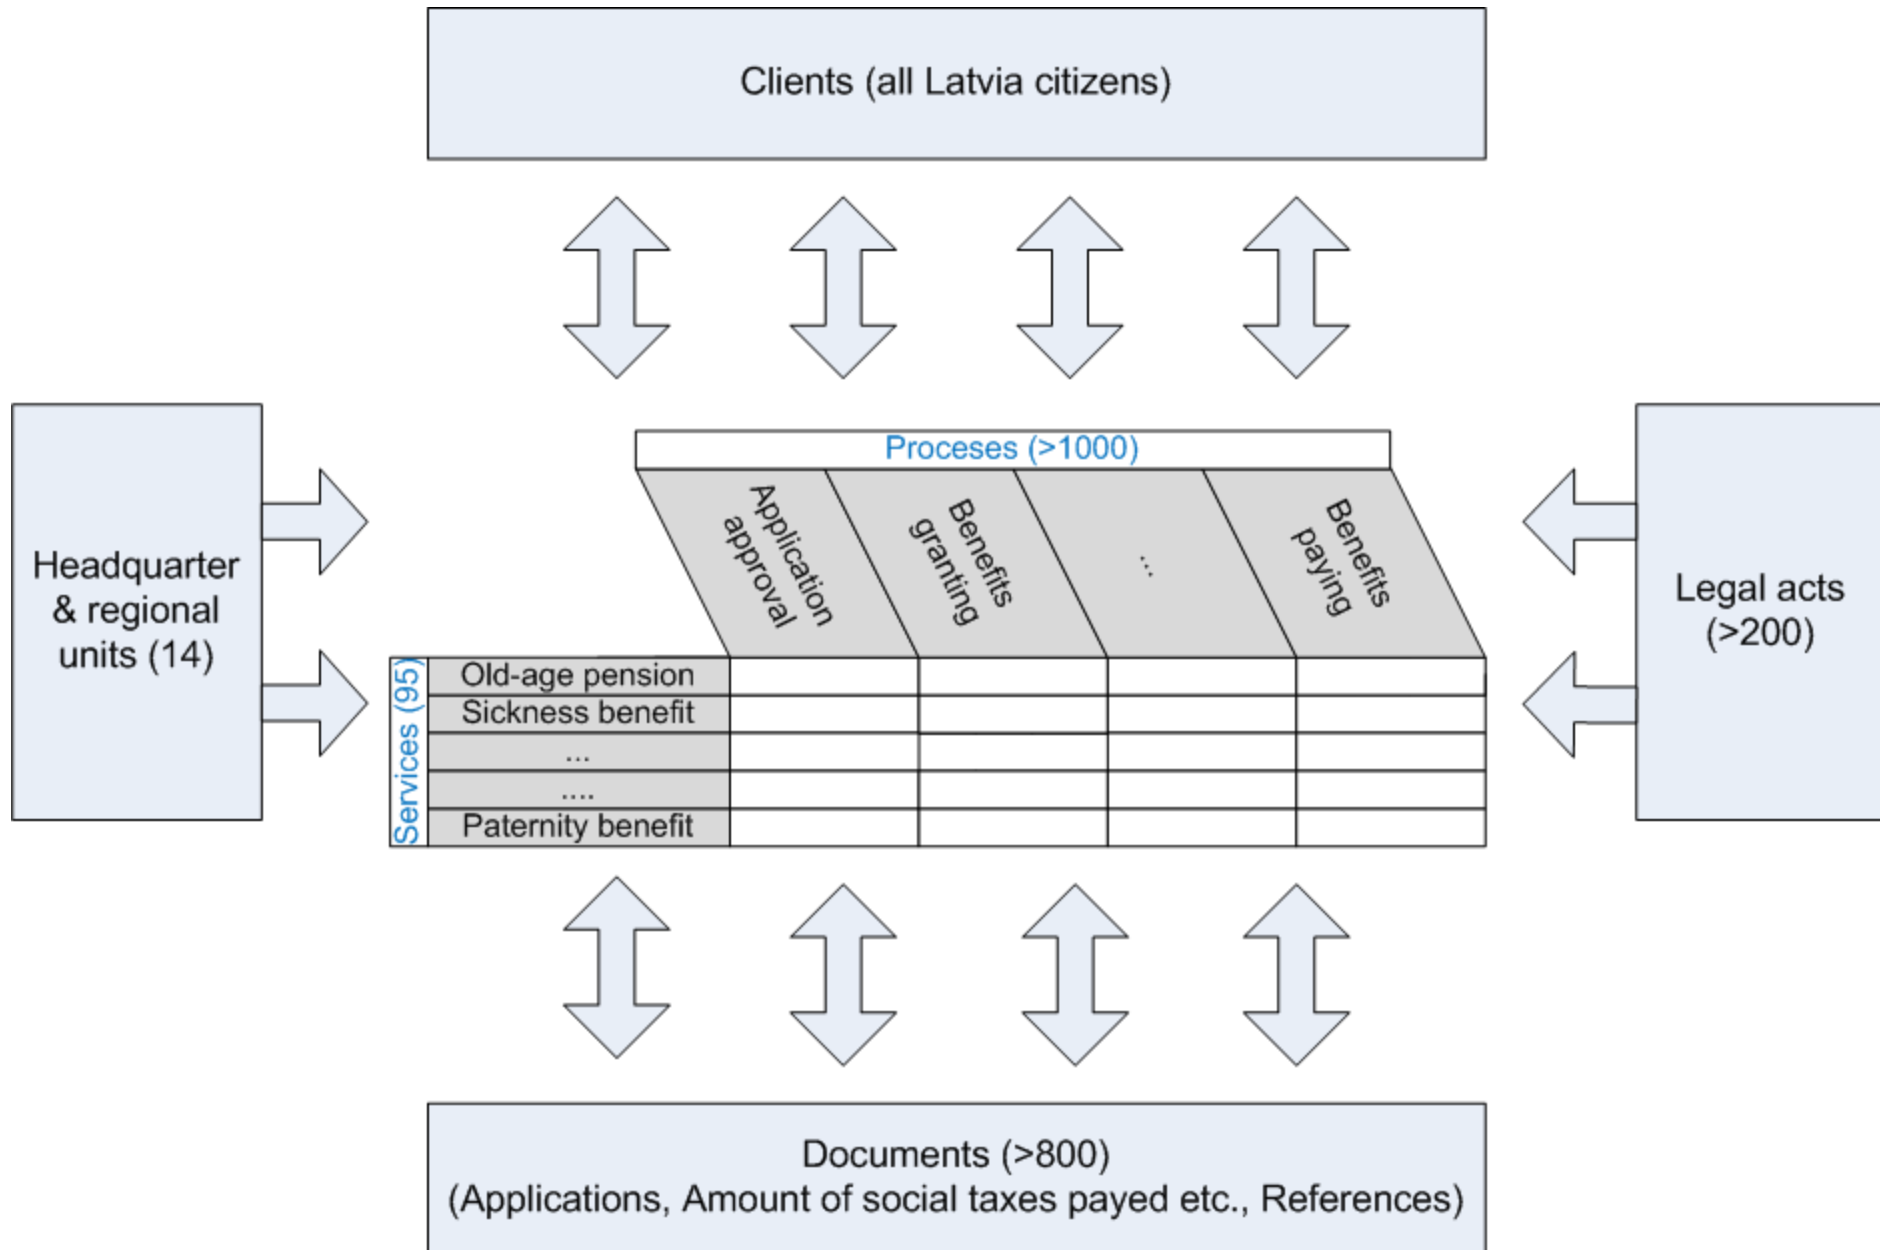 Clients (all Latvia citizens)
Proceses (>1000)
Application
approval
Benefits
granting
...
Benefits
paying
Headquarter
& regional
units (14)
Legal acts
(>200)
Services (95)
Old-age pension
Sickness benefit
...
....
Paternity benefit
Documents (>800)
(Applications, Amount of social taxes payed etc., References)